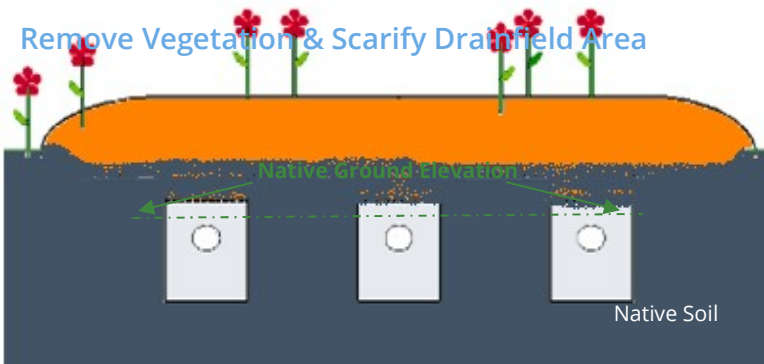 Remove Vegetation & Scarify Drainfield Area
Native Ground Elevation
Native Soil